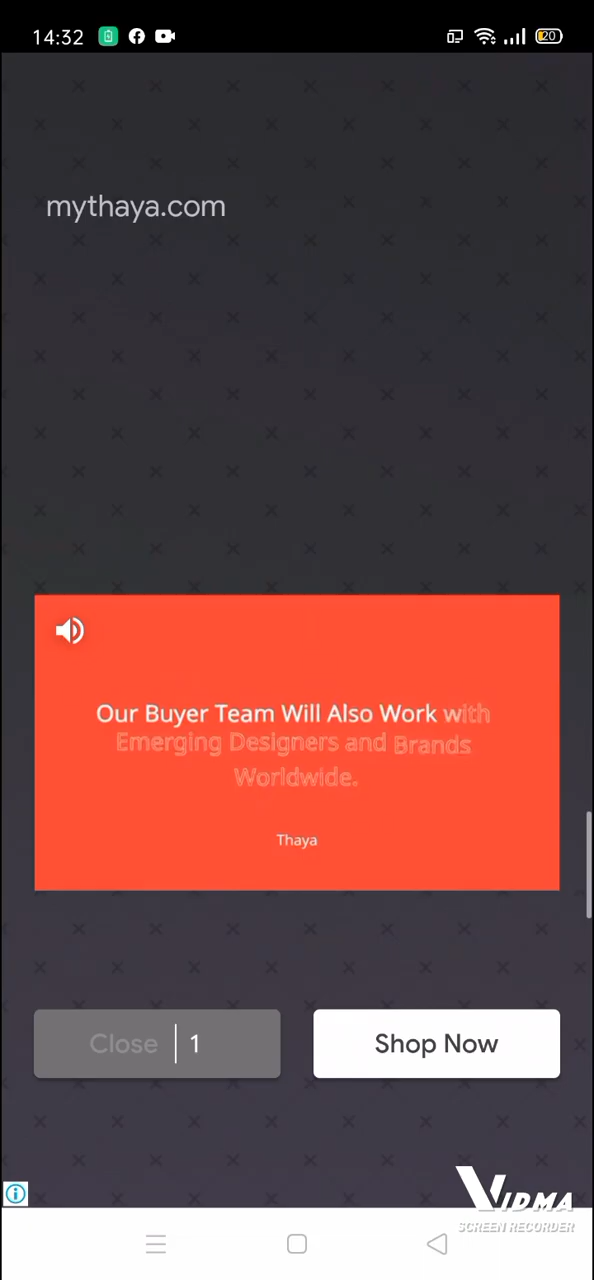 14:32
20
mythaya.com
Our Buyer Team Will Also Work with
Emerging Designers and Brands
Worldwide.
Thaya
Close 1
Shop Now
VIDMA
SCREEN RECORDER